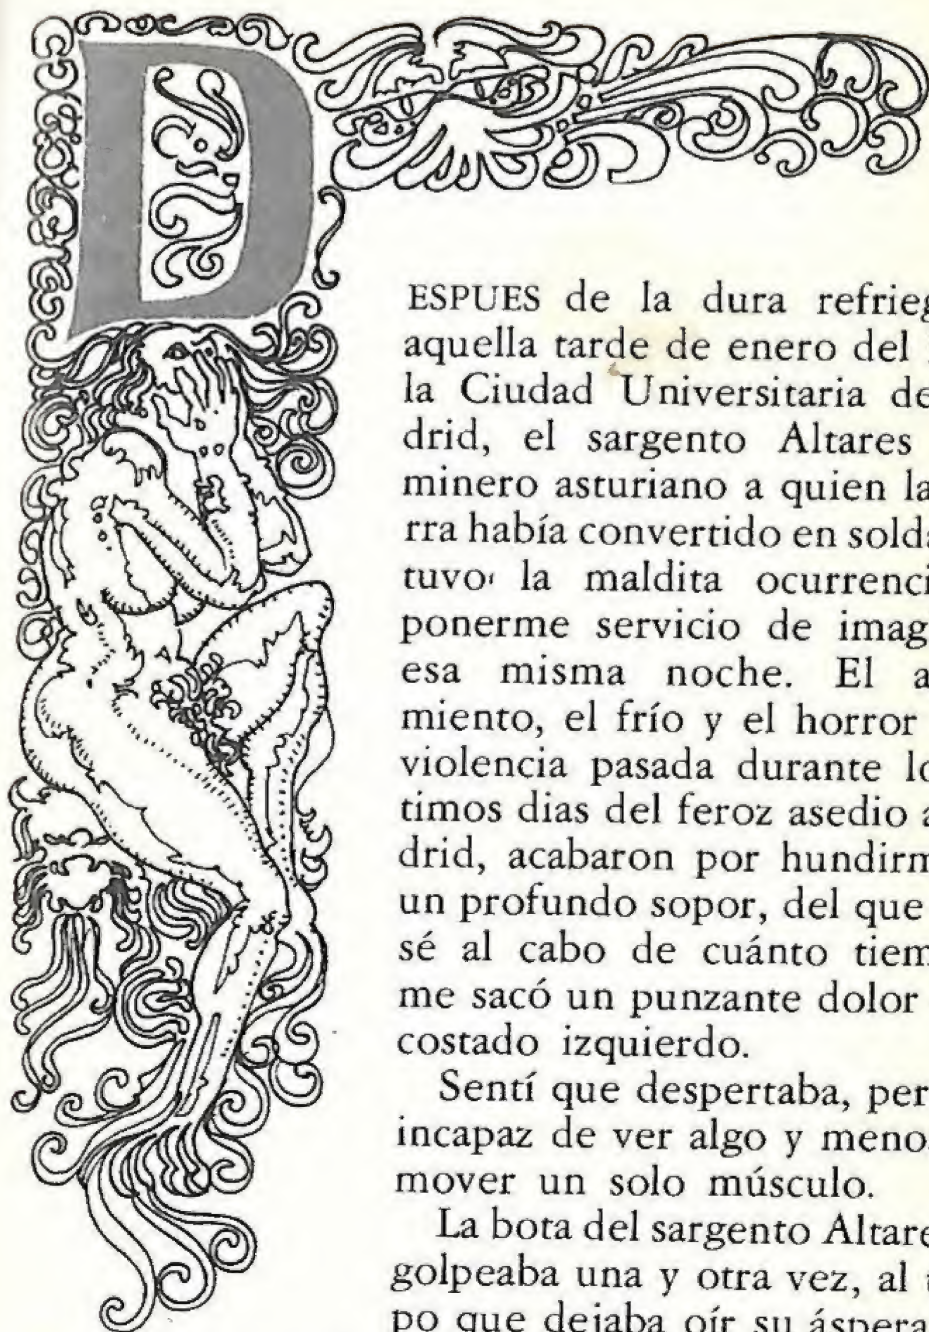 DESPUES de la dura refrieg
aquella tarde de enero del
la Ciudad Universitaria de
drid, el sargento Altares
minero asturiano a quien la
rra había convertido en solda
tuvo la maldita ocurrenci
ponerme servicio de imag
esa misma noche. El a
miento, el frío y el horror
violencia pasada durante lo
timos dias del feroz asedio a
drid, acabaron por hundirm
un profundo sopor, del que
sé al cabo de cuánto tiem
me sacó un punzante dolor
costado izquierdo.
Sentí que despertaba, per
incapaz de ver algo y meno
mover un solo músculo.
La bota del sargento Altare
golpeaba una y otra vez, al
po que dejaba oír su áspera